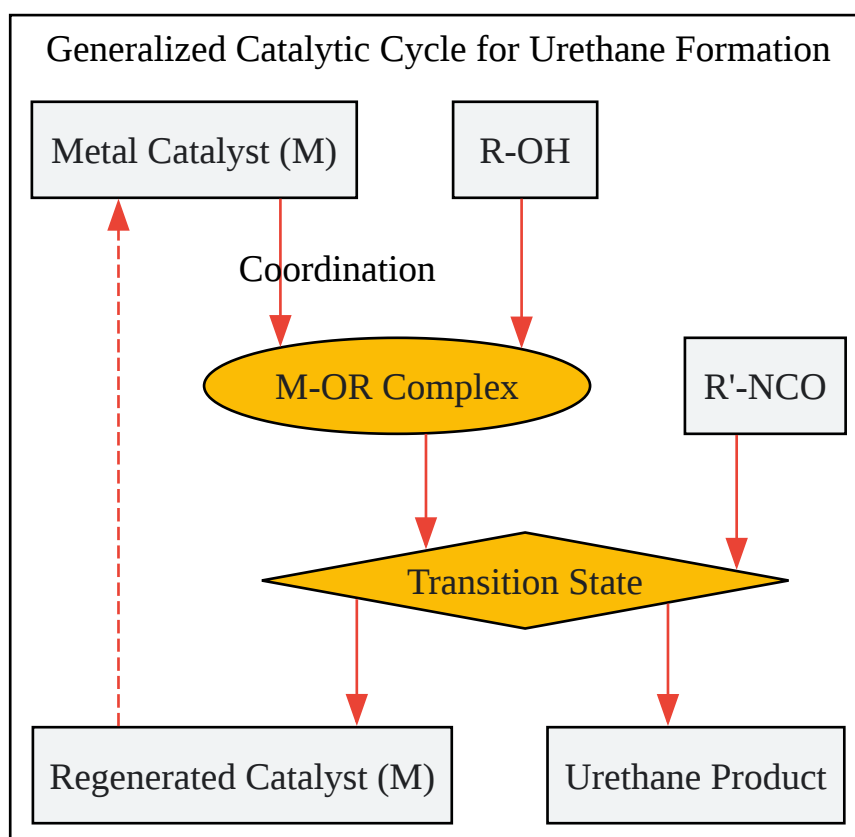 Generalized Catalytic Cycle for Urethane Formation
Metal Catalyst (M)
R-OH
Coordination
M-OR Complex
R'-NCO
Transition State
Regenerated Catalyst (M)
Urethane Product